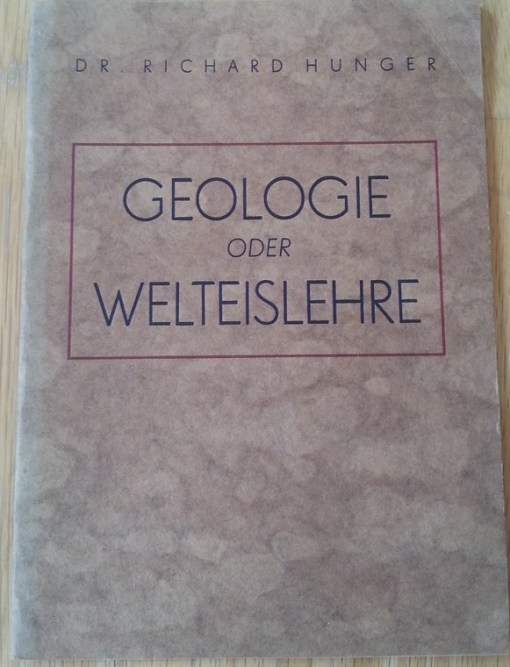 DR. RICHARD HUNGER
GEOLOGIE
ODER
WELTEISLEHRE